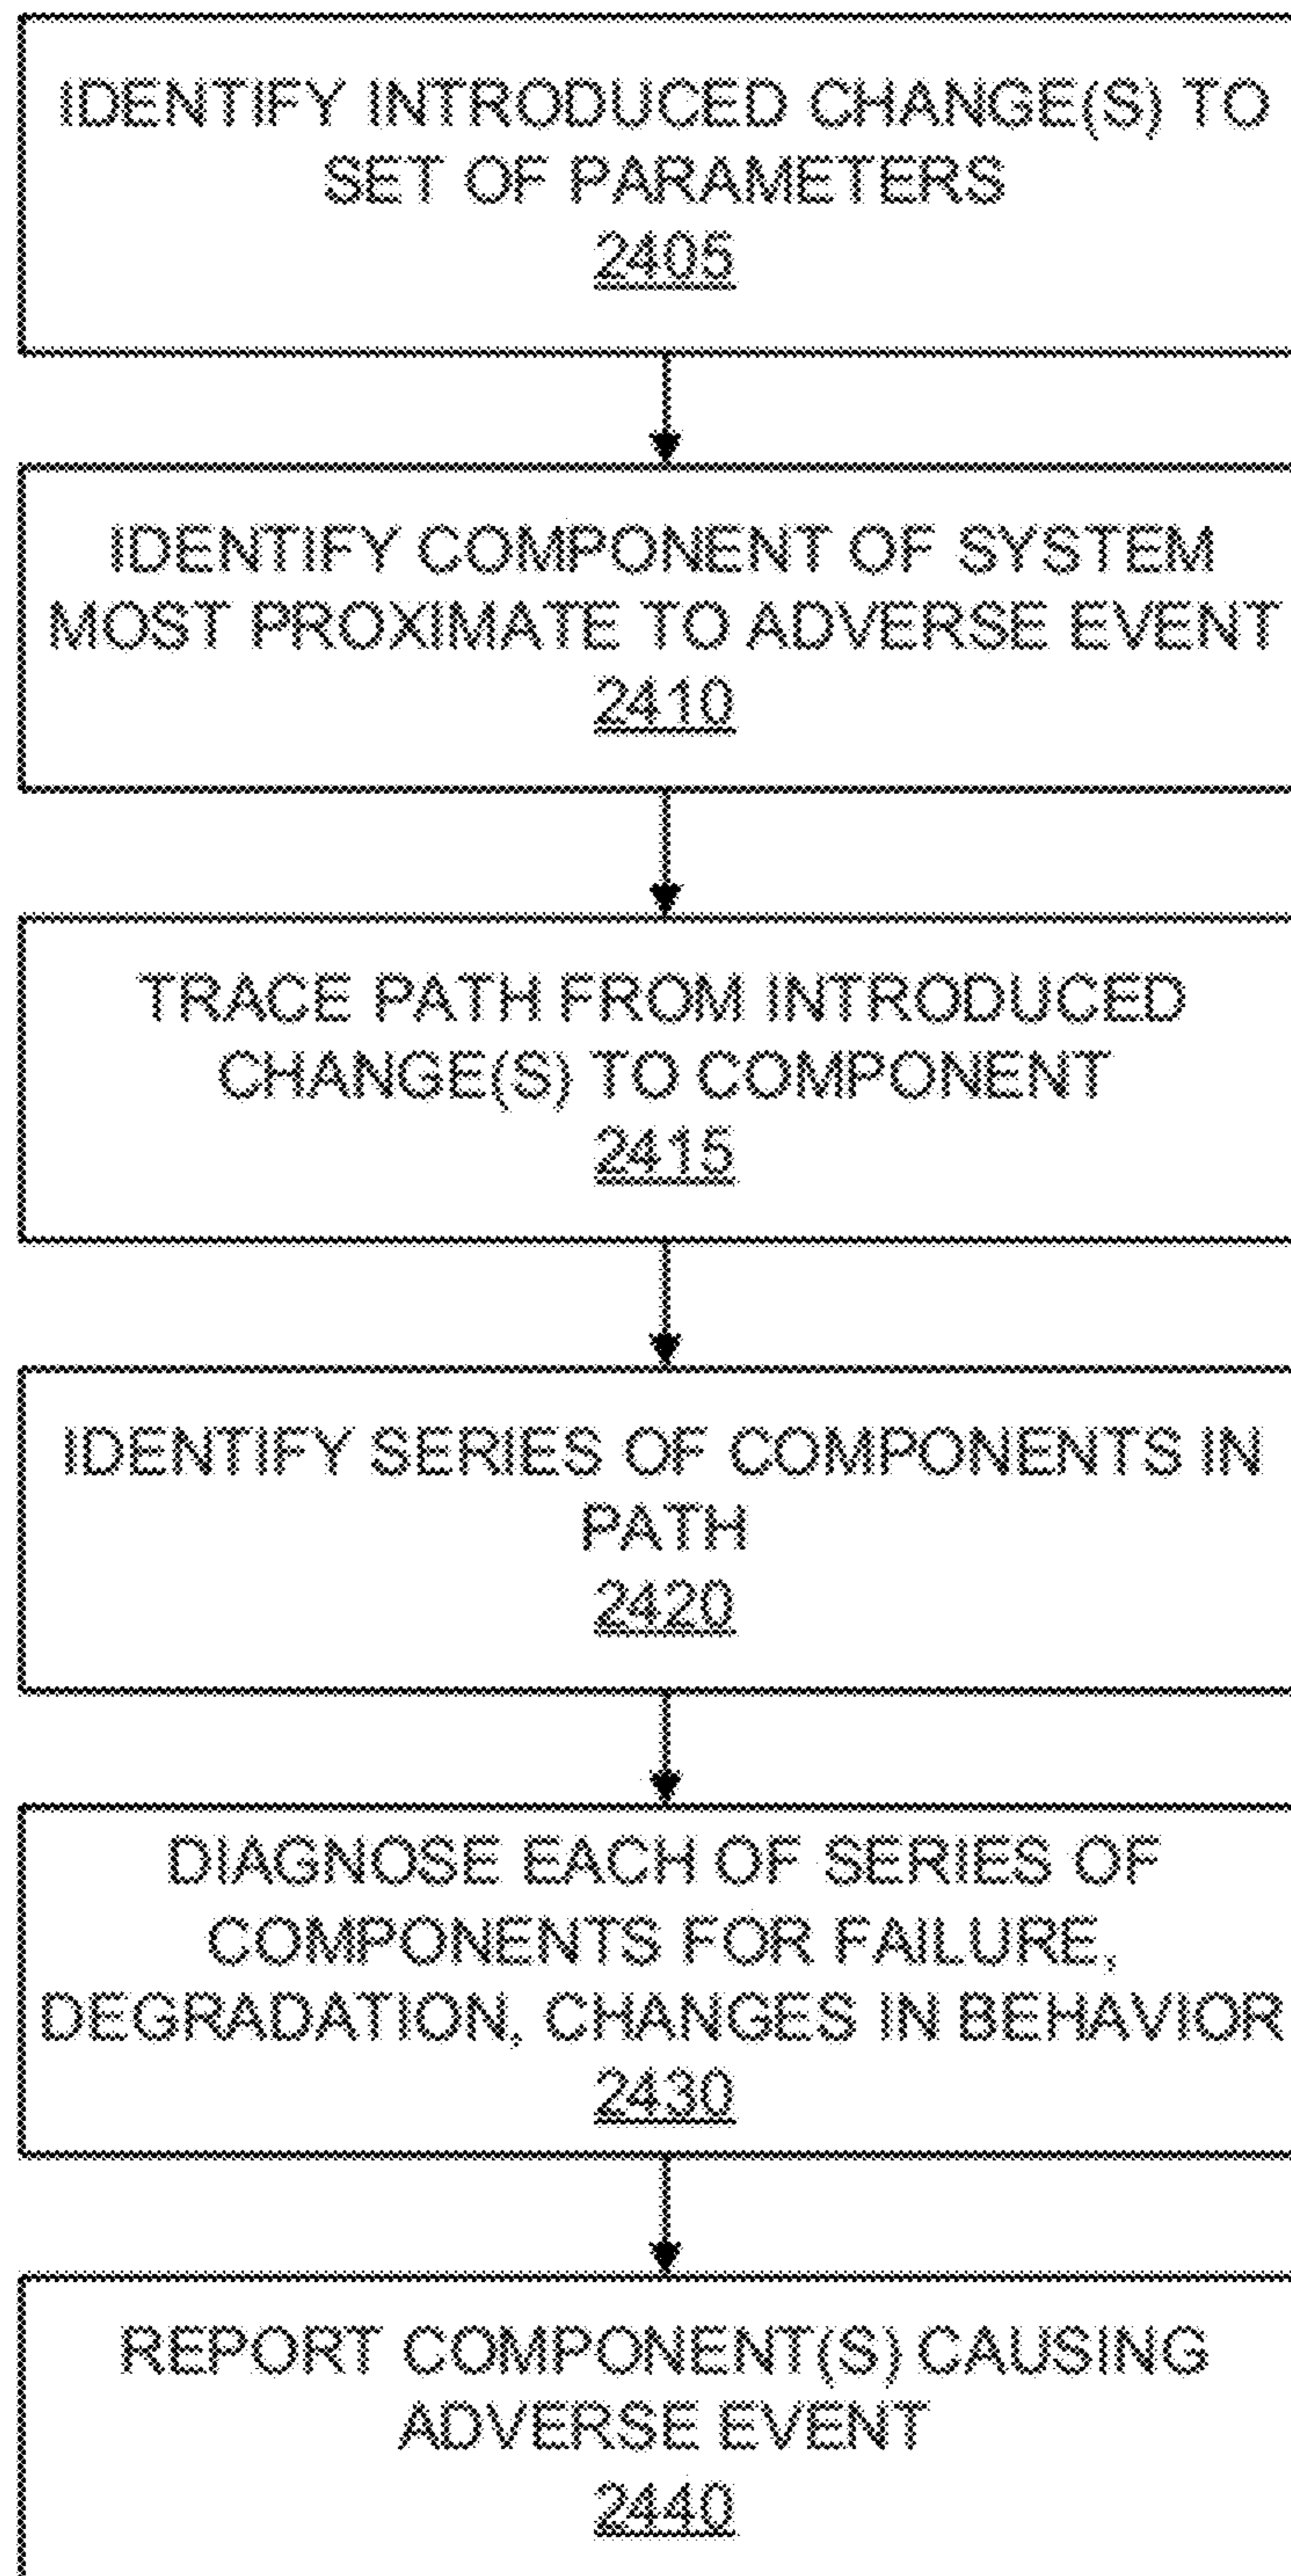 IDENTIFY INTRODUCED CHANGE(S) TO
SET OF PARAMETERS
2405
IDENTIFY COMPONENT OF SYSTEM
MOST PROXIMATE TO ADVERSE EVENT
2410
TRACE PATH FROM INTRODUCED
CHANGE(S) TO COMPONENT
2415
IDENTIFY SERIES OF COMPONENTS IN
PATH
2420
DIAGNOSE EACH OF SERIES OF
COMPONENTS FOR FAILURE,
DEGRADATION, CHANGES IN BEHAVIOR
2430
REPORT COMPONENT(S) CAUSING
ADVERSE EVENT
2440